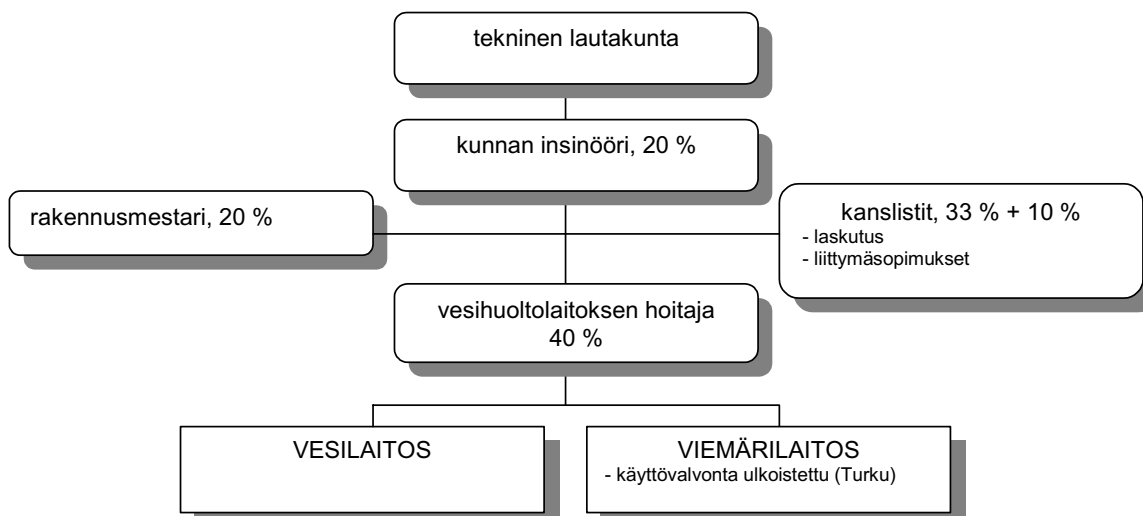 tekninen lautakunta
kunnan insinööri, 20 %
rakennusmestari, 20 %
kanslistit, 33 % + 10 %
- laskutus
- liittymäsopimukset
vesihuoltolaitoksen hoitaja
40 %
VESILAITOS
VIEMÄRILAITOS
- käyttövalvonta ulkoistettu (Turku)